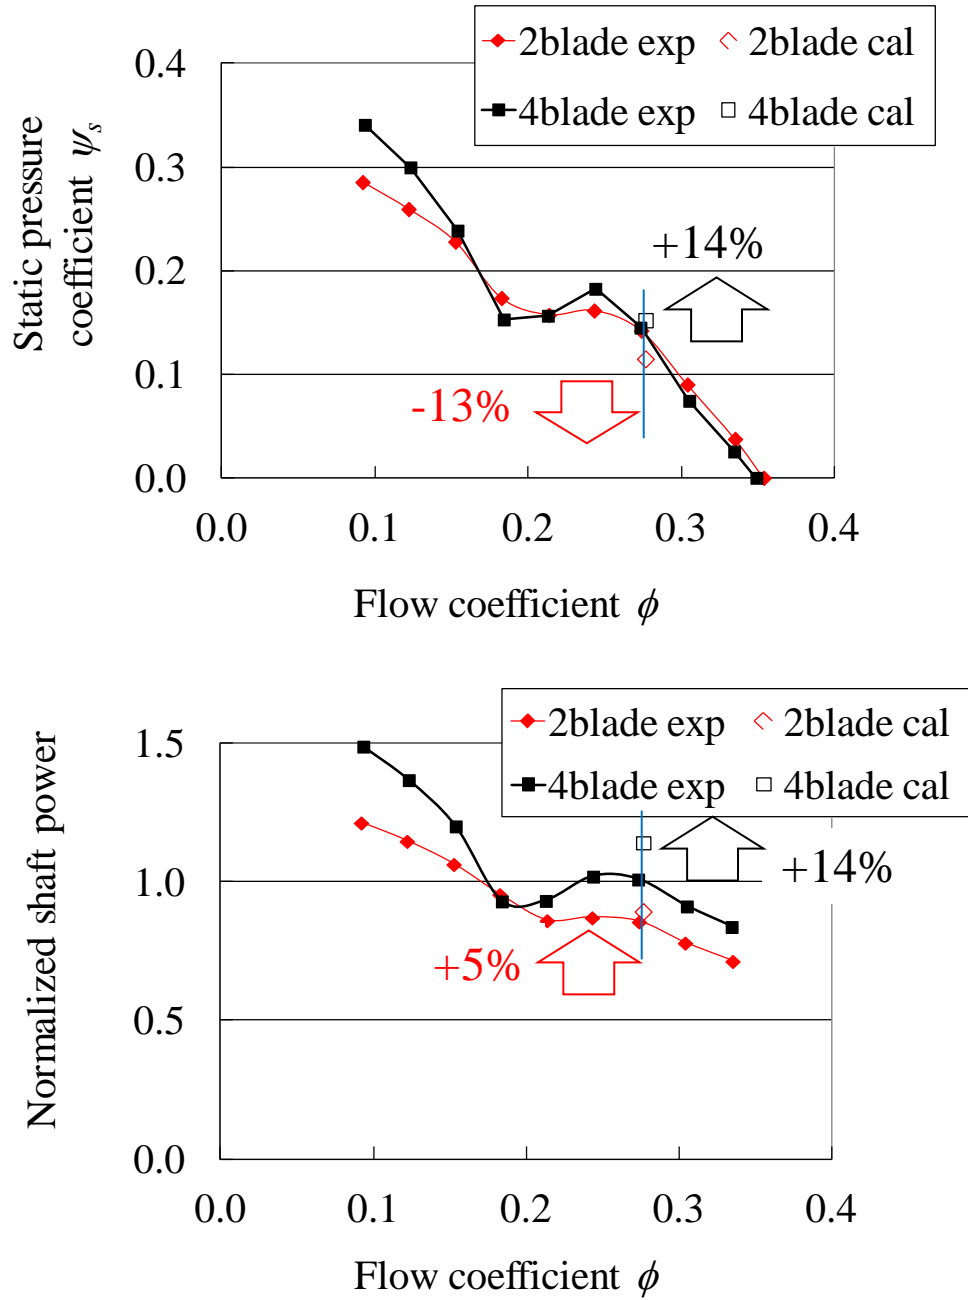 2blade exp 2blade cal
4blade exp 4blade cal
Static pressure
coefficient ψs
0.4
0.3
0.2
0.1
0.0
+14%
-13%
0.0 0.1 0.2 0.3 0.4
Flow coefficient ϕ
2blade exp 2blade cal
4blade exp 4blade cal
Normalized shaft power
1.5
1.0
0.5
0.0
+14%
+5%
0.0 0.1 0.2 0.3 0.4
Flow coefficient ϕ